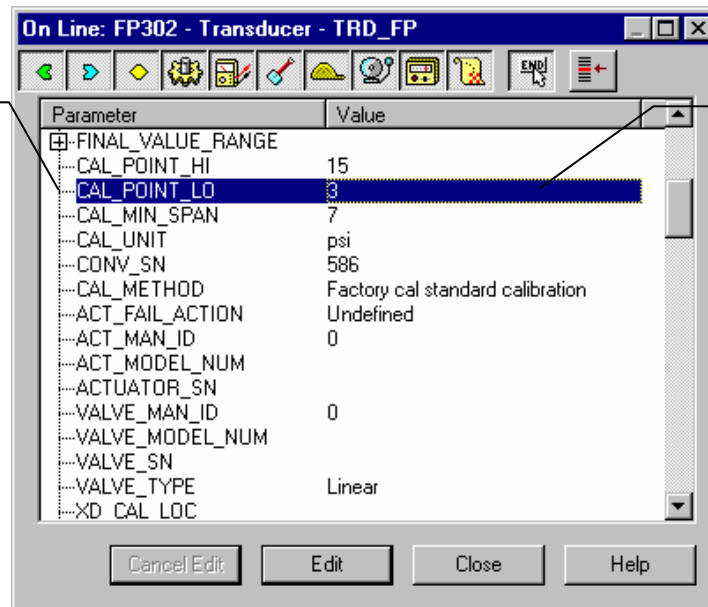 On Line: FP302 - Transducer - TRD_FP
END
Parameter Value
FINAL_VALUE_RANGE
CAL_POINT_HI 15
CAL_POINT_LO 3
CAL_MIN_SPAN 7
CAL_UNIT psi
CONV_SN 586
CAL_METHOD Factory cal standard calibration
ACT_FAIL_ACTION Undefined
ACT_MAN_ID 0
ACT_MODEL_NUM
ACTUATOR_SN
VALVE_MAN_ID 0
VALVE_MODEL_NUM
VALVE_SN
VALVE_TYPE Linear
XD_CAL_LOC
Cancel Edit Edit Close Help